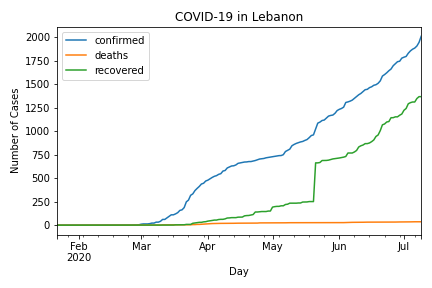 COVID-19 in Lebanon
confirmed
deaths
recovered
Number of Cases
2000
1750
1500
1250
1000
750
500
250
0
Feb
2020
Mar
Apr
May
Jun
Jul
Day